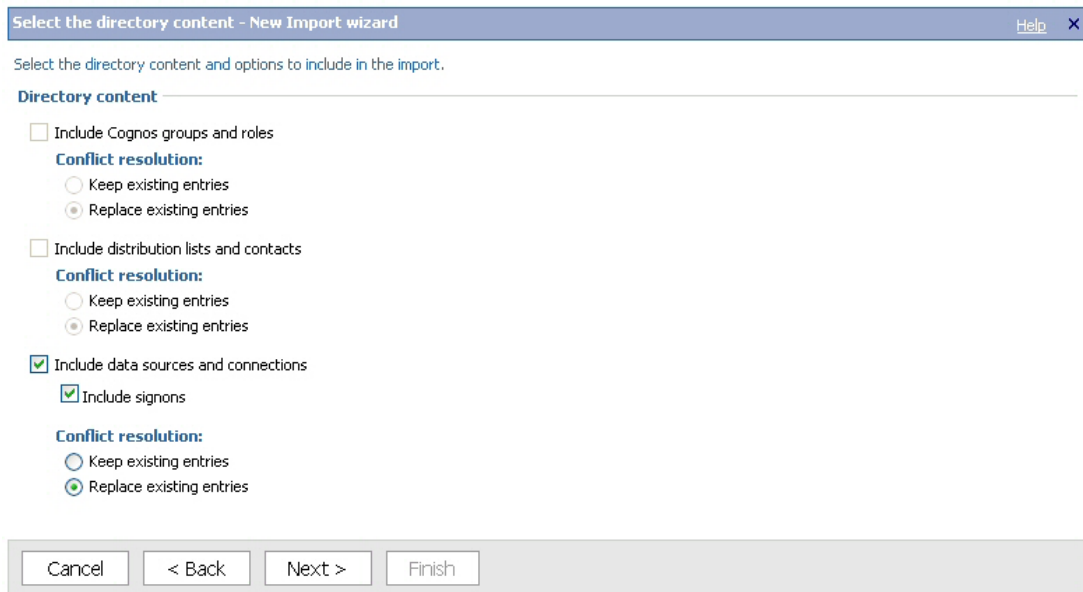 Select the directory content - New Import wizard Help X
Select the directory content and options to include in the import.
Directory content
Include Cognos groups and roles
Conflict resolution:
Keep existing entries
Replace existing entries
Include distribution lists and contacts
Conflict resolution:
Keep existing entries
Replace existing entries
Include data sources and connections
Include signons
Conflict resolution:
Keep existing entries
Replace existing entries
Cancel < Back Next > Finish